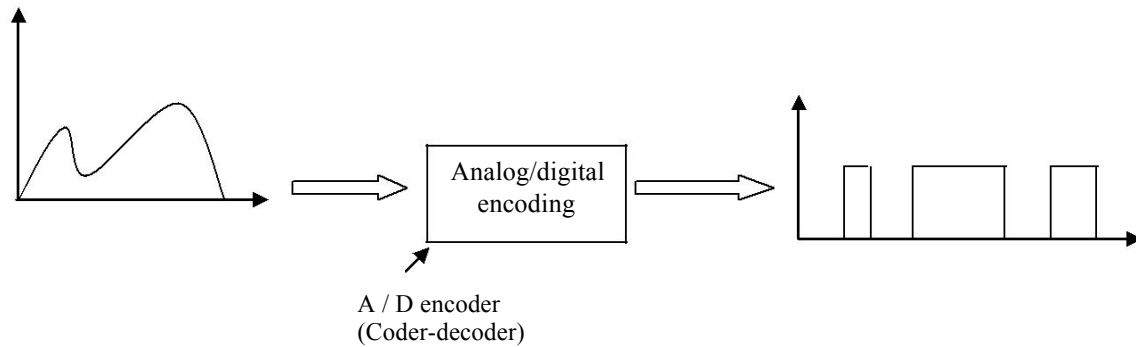 Analog/digital
encoding
A / D encoder
(Coder-decoder)